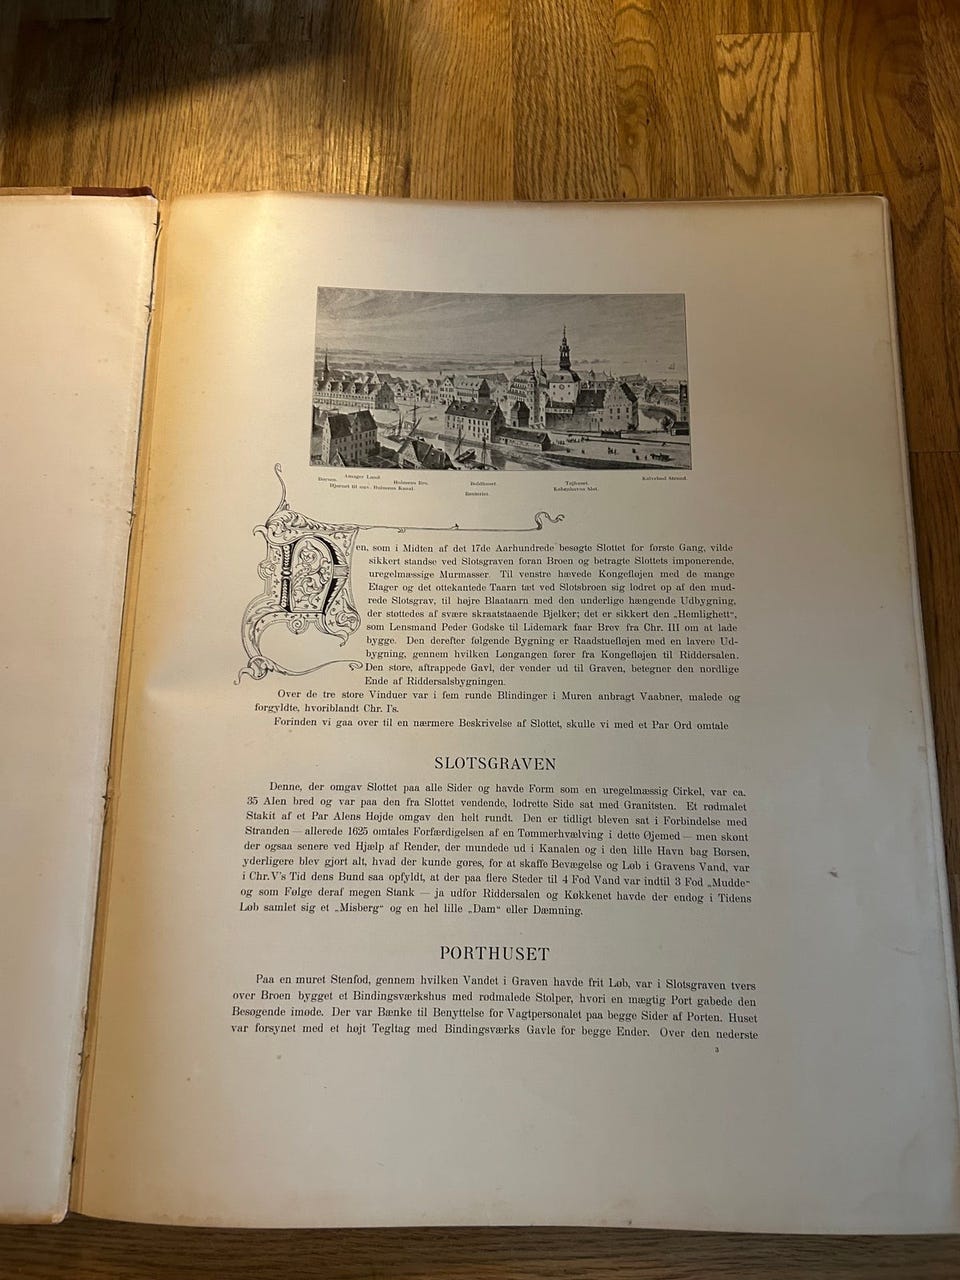 Børsen.
Amager Land.
Hjørnet til nuv. Holmens Kanal.
Holmens Bro.
Boldhuset.
Renteriet.
Tøjhuset.
Københavns Slot.
Kalvebod Strand.
Den, som i Midten af det 17de Aarhundrede besøgte Slottet for første Gang, vilde
sikkert standse ved Slotsgraven foran Broen og betragte Slottets imponerende,
uregelmæssige Murmasser. Til venstre hævede Kongefløjen med de mange
Etager og det ottekantede Taarn tæt ved Slotsbroen sig lodret op af den mud-
rede Slotsgrav, til højre Blaataarn med den underlige hængende Udbygning,
der støttedes af svære skraatstaaende Bjelker; det er sikkert den „Hemlighett“,
som Lensmand Peder Godske til Lidemark faar Brev fra Chr. III om at lade
bygge. Den derefter følgende Bygning er Raadstuefløjen med en lavere Ud-
bygning, gennem hvilken Løngangen fører fra Kongefløjen til Riddersalen.
Den store, aftrappede Gavl, der vender ud til Graven, betegner den nordlige
Ende af Riddersalsbygningen.
Over de tre store Vinduer var i fem runde Blindinger i Muren anbragt Vaabner, malede og
forgyldte, hvoriblandt Chr. I's.
Forinden vi gaa over til en nærmere Beskrivelse af Slottet, skulle vi med et Par Ord omtale
SLOTSGRAVEN
Denne, der omgav Slottet paa alle Sider og havde Form som en uregelmæssig Cirkel, var ca.
35 Alen bred og var paa den fra Slottet vendende, lodrette Side sat med Granitsten. Et rødmalet
Stakit af et Par Alens Højde omgav den helt rundt. Den er tidligt bleven sat i Forbindelse med
Stranden — allerede 1625 omtales Forfærdigelsen af en Tømmerhvælving i dette Øjemed — men skønt
der ogsaa senere ved Hjælp af Render, der mundede ud i Kanalen og i den lille Havn bag Børsen,
yderligere blev gjort alt, hvad der kunde gøres, for at skaffe Bevægelse og Løb i Gravens Vand, var
i Chr. V's Tid dens Bund saa opfyldt, at der paa flere Steder til 4 Fod Vand var indtil 3 Fod „Mudde“
og som Følge deraf megen Stank — ja udfor Riddersalen og Køkkenet havde der endog i Tidens
Løb samlet sig et „Misberg“ og en hel lille „Dam“ eller Dæmning.
PORTHUSET
Paa en muret Stenfod, gennem hvilken Vandet i Graven havde frit Løb, var i Slotsgraven tvers
over Broen bygget et Bindingsværkshus med rødmalede Stolper, hvori en mægtig Port gabede den
Besøgende imøde. Der var Bænke til Benyttelse for Vagtpersonalet paa begge Sider af Porten. Huset
var forsynet med et højt Tegltag med Bindingsværks Gavle for begge Ender. Over den nederste
3